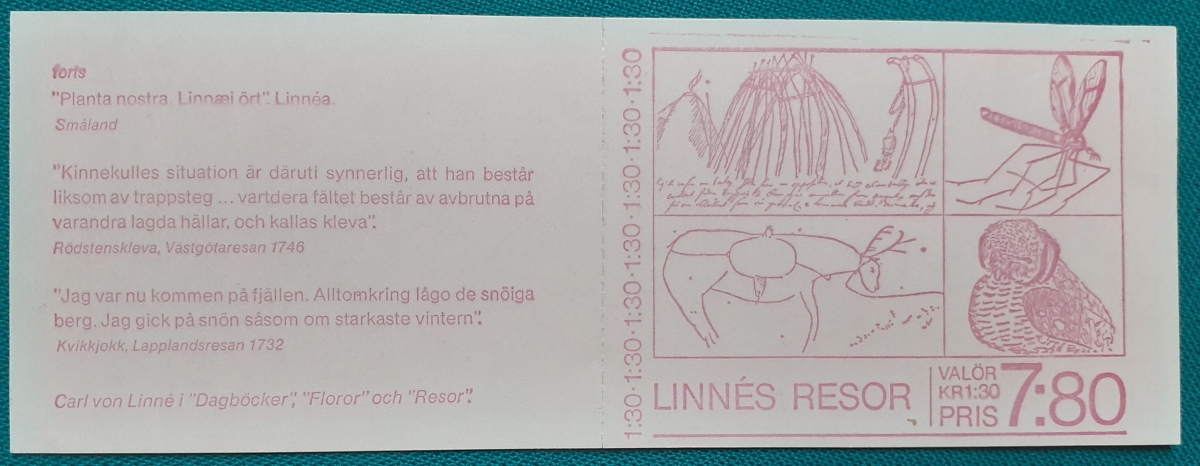 floris
"Planta nostra. Linnæi ört". Linnéa.
Småland
"Kinnekulles situation är däruti synnerlig, att han består
liksom av trappsteg ... vartdera fältet består av avbrutna på
varandra lagda hällar, och kallas kleva".
Rödstenskleva, Västgötaresan 1746
"Jag var nu kommen på fjällen. Alltomkring lågo de snöiga
berg. Jag gick på snön såsom om starkaste vintern".
Kvikkjokk, Lapplandsresan 1732
Carl von Linné i "Dagböcker", "Floror" och "Resor".
1:30·1:30·1:30·1:30·1:30·1:30·1:30
LINNÉS RESOR
VALÖR
KR1:30
PRIS 7:80